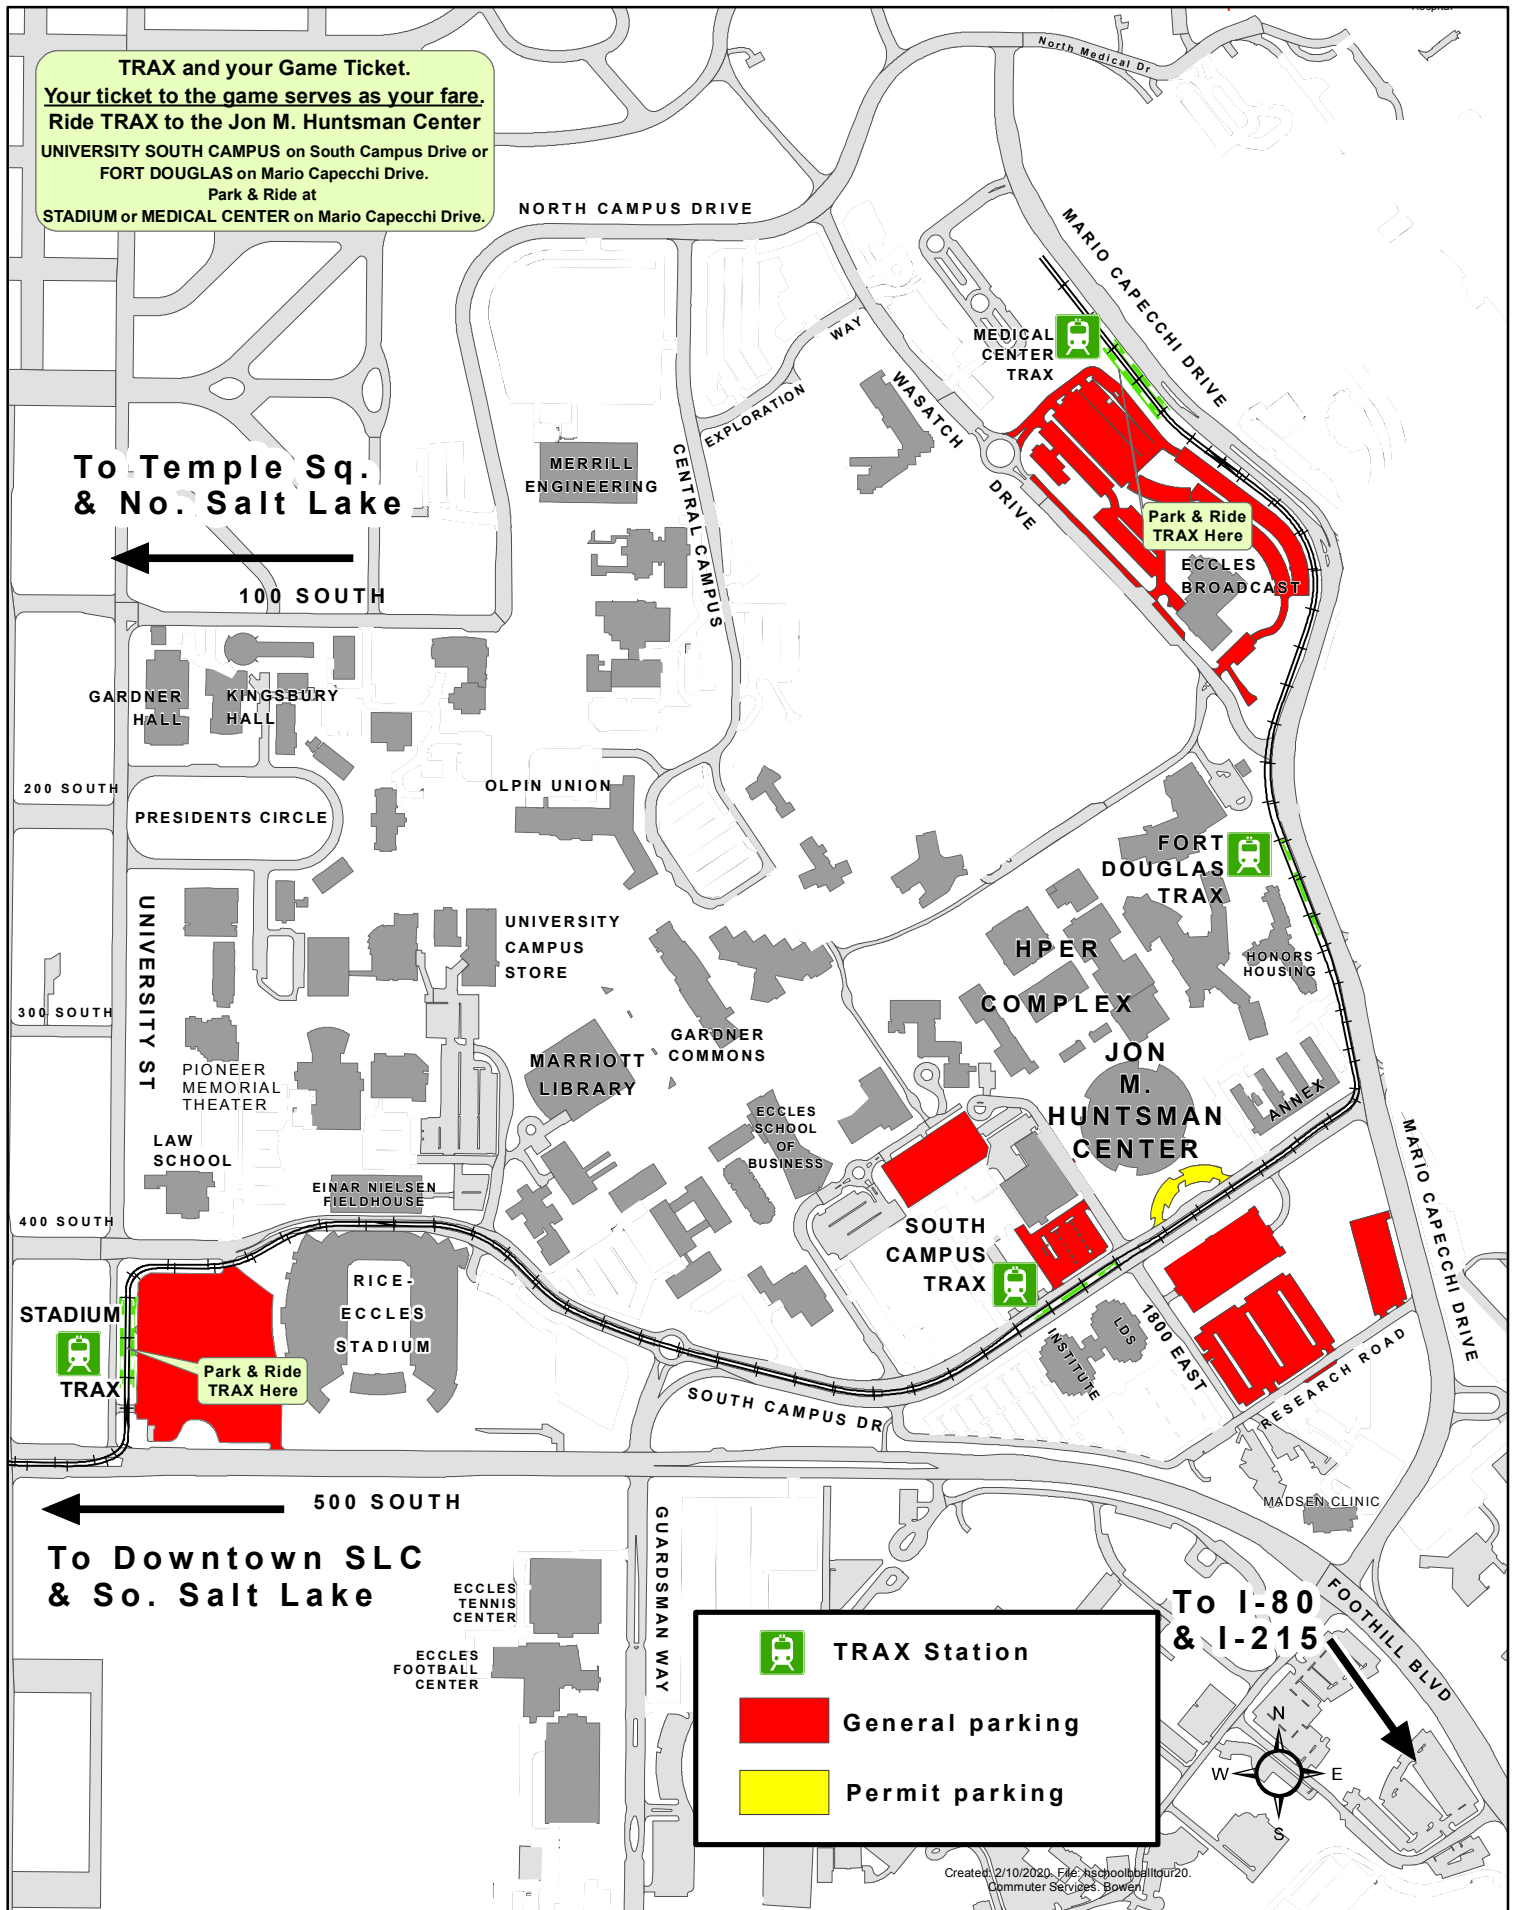 Hospital
North Medical Dr
TRAX and your Game Ticket.
Your ticket to the game serves as your fare.
Ride TRAX to the Jon M. Huntsman Center
UNIVERSITY SOUTH CAMPUS on South Campus Drive or
FORT DOUGLAS on Mario Capecchi Drive.
Park & Ride at
STADIUM or MEDICAL CENTER on Mario Capecchi Drive.
NORTH CAMPUS DRIVE
MARIO CAPECCHI DRIVE
MEDICAL
CENTER
TRAX
EXPLORATION WAY
WASATCH DRIVE
CENTRAL CAMPUS
MERRILL
ENGINEERING
To Temple Sq.
& No. Salt Lake
100 SOUTH
Park & Ride
TRAX Here
ECCLES
BROADCAST
GARDNER
HALL
KINGSBURY
HALL
200 SOUTH
PRESIDENTS CIRCLE
OLPIN UNION
FORT
DOUGLAS
TRAX
UNIVERSITY ST
UNIVERSITY
CAMPUS
STORE
HPER
COMPLEX
HONORS
HOUSING
300 SOUTH
GARDNER
COMMONS
MARRIOTT
LIBRARY
PIONEER
MEMORIAL
THEATER
JON
M.
HUNTSMAN
CENTER
ANNEX
ECCLES
SCHOOL
OF
BUSINESS
LAW
SCHOOL
EINAR NIELSEN
FIELDHOUSE
MARIO CAPECCHI DRIVE
400 SOUTH
SOUTH
CAMPUS
TRAX
RICE-
ECCLES
STADIUM
STADIUM
TRAX
Park & Ride
TRAX Here
LDS
INSTITUTE
1800 EAST
RESEARCH ROAD
SOUTH CAMPUS DR
500 SOUTH
To Downtown SLC
& So. Salt Lake
GUARDSMAN WAY
MADSEN CLINIC
ECCLES
TENNIS
CENTER
ECCLES
FOOTBALL
CENTER
To I-80
& I-215
FOOTHILL BLVD
TRAX Station
General parking
Permit parking
N
W
E
S
Created: 2/10/2020. File: hschoolbballtour20.
Commuter Services. Bowen.